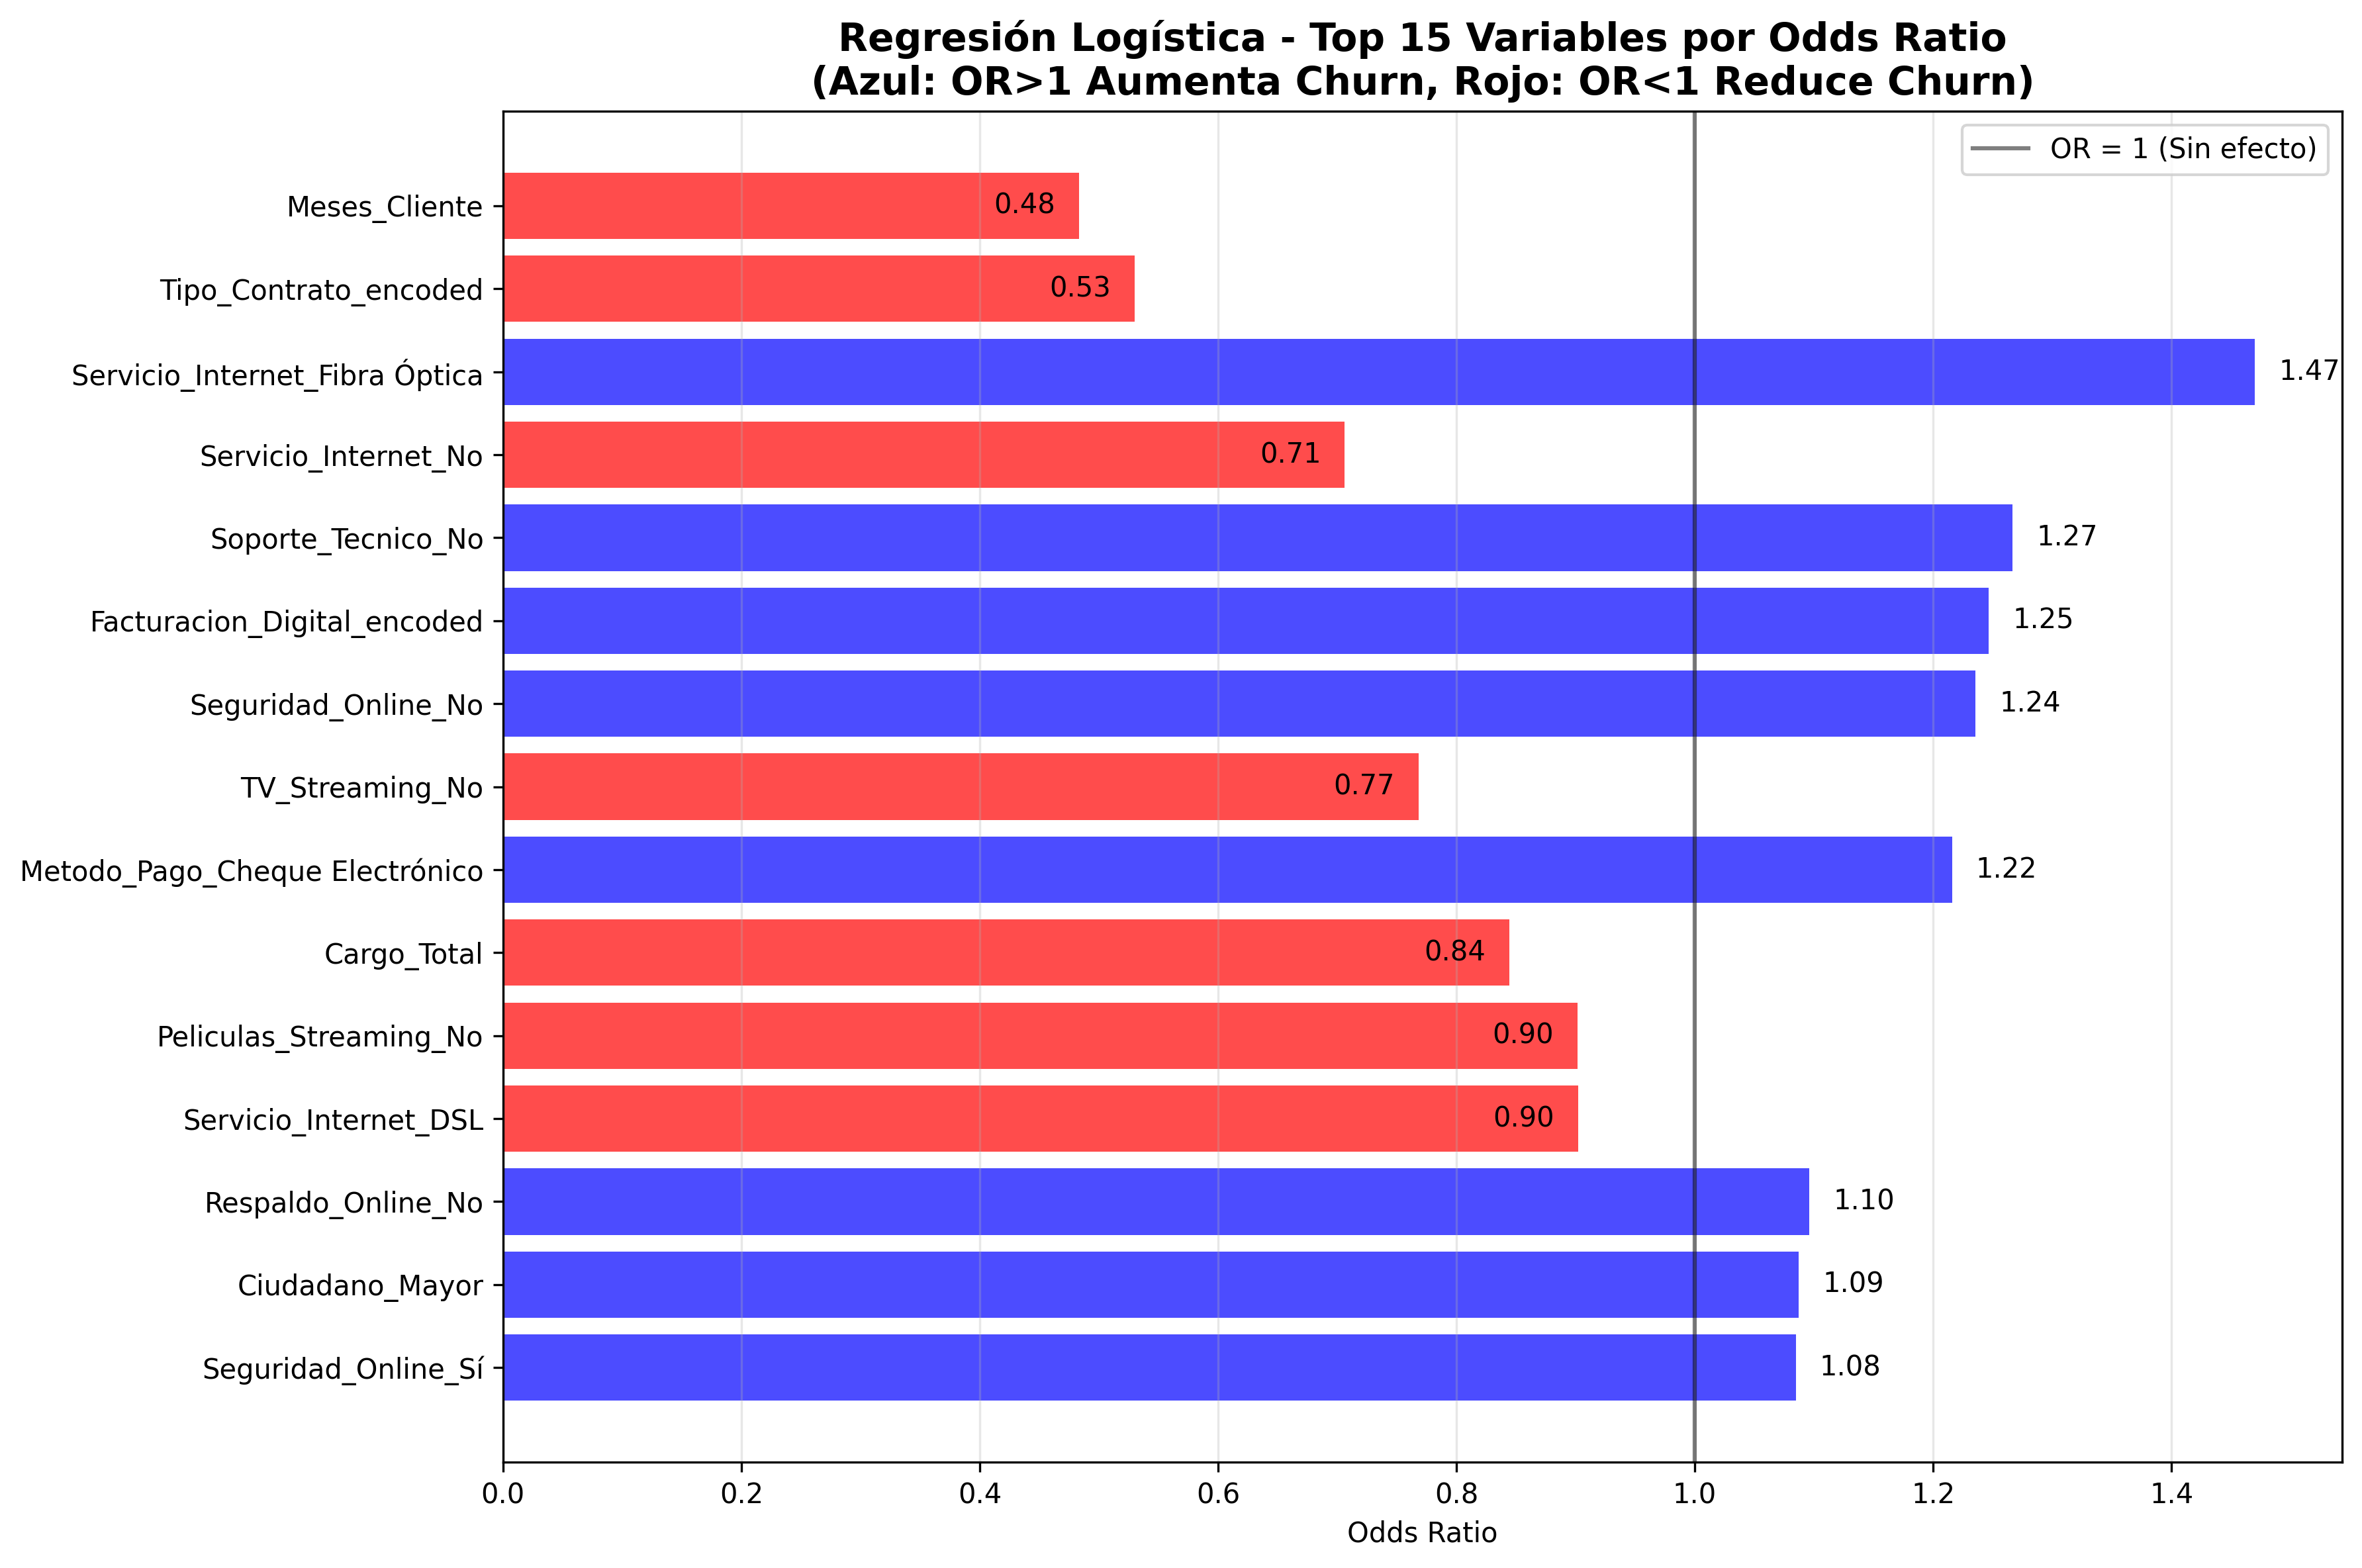 Regresión Logística - Top 15 Variables por Odds Ratio
(Azul: OR>1 Aumenta Churn, Rojo: OR<1 Reduce Churn)
OR = 1 (Sin efecto)
Meses_Cliente 0.48
Tipo_Contrato_encoded 0.53
Servicio_Internet_Fibra Óptica 1.47
Servicio_Internet_No 0.71
Soporte_Tecnico_No 1.27
Facturacion_Digital_encoded 1.25
Seguridad_Online_No 1.24
TV_Streaming_No 0.77
Metodo_Pago_Cheque Electrónico 1.22
Cargo_Total 0.84
Peliculas_Streaming_No 0.90
Servicio_Internet_DSL 0.90
Respaldo_Online_No 1.10
Ciudadano_Mayor 1.09
Seguridad_Online_Sí 1.08
0.0 0.2 0.4 0.6 0.8 1.0 1.2 1.4
Odds Ratio